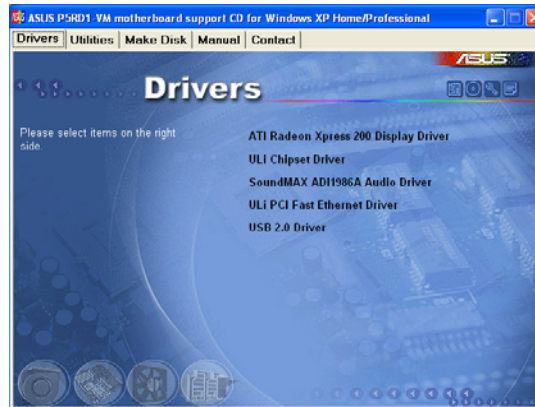 ASUS P5RD1-VM motherboard support CD for Windows XP Home/Professional
Drivers Utilities Make Disk Manual Contact
ASUS
Drivers
Please select items on the right
side.
ATI Radeon Xpress 200 Display Driver
ULi Chipset Driver
SoundMAX ADI1986A Audio Driver
ULi PCI Fast Ethernet Driver
USB 2.0 Driver